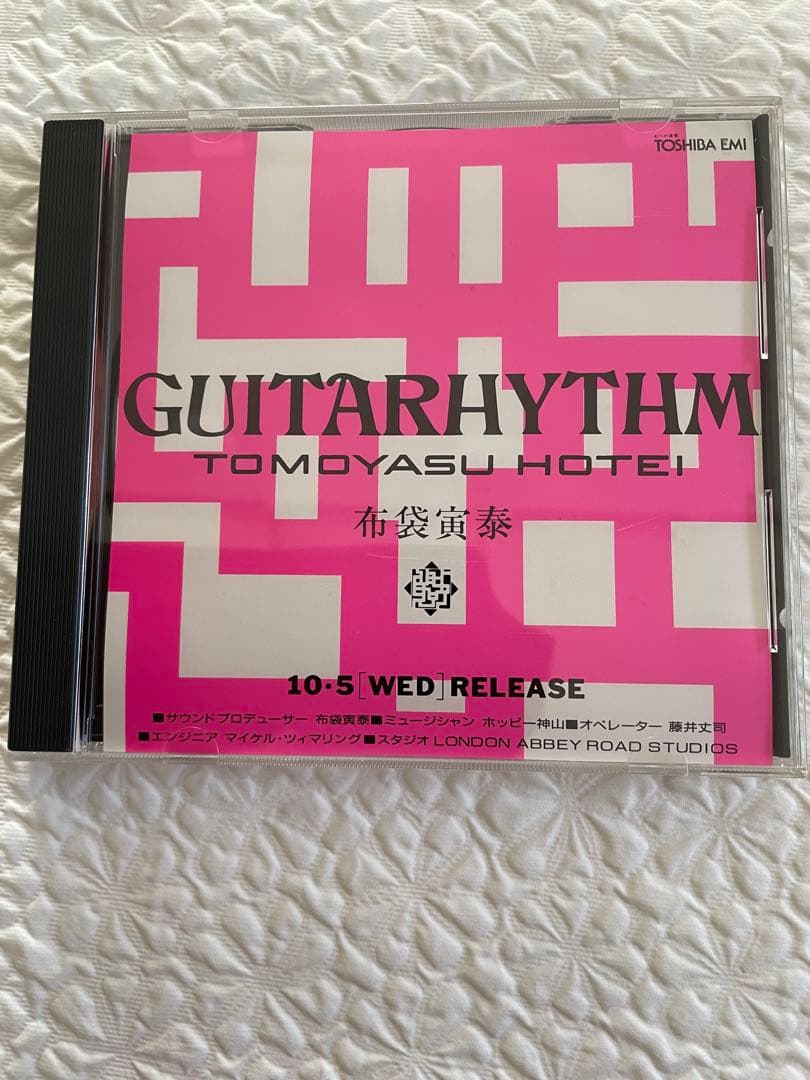 TOSHIBA EMI
GUITARHYTHM
TOMOYASU HOTEI
布袋寅泰
10・5[WED]RELEASE
■サウンドプロデューサー 布袋寅泰■ミュージシャン ホッピー神山■オペレーター 藤井丈司
■エンジニア マイケル・ツィマリング■スタジオ LONDON ABBEY ROAD STUDIOS